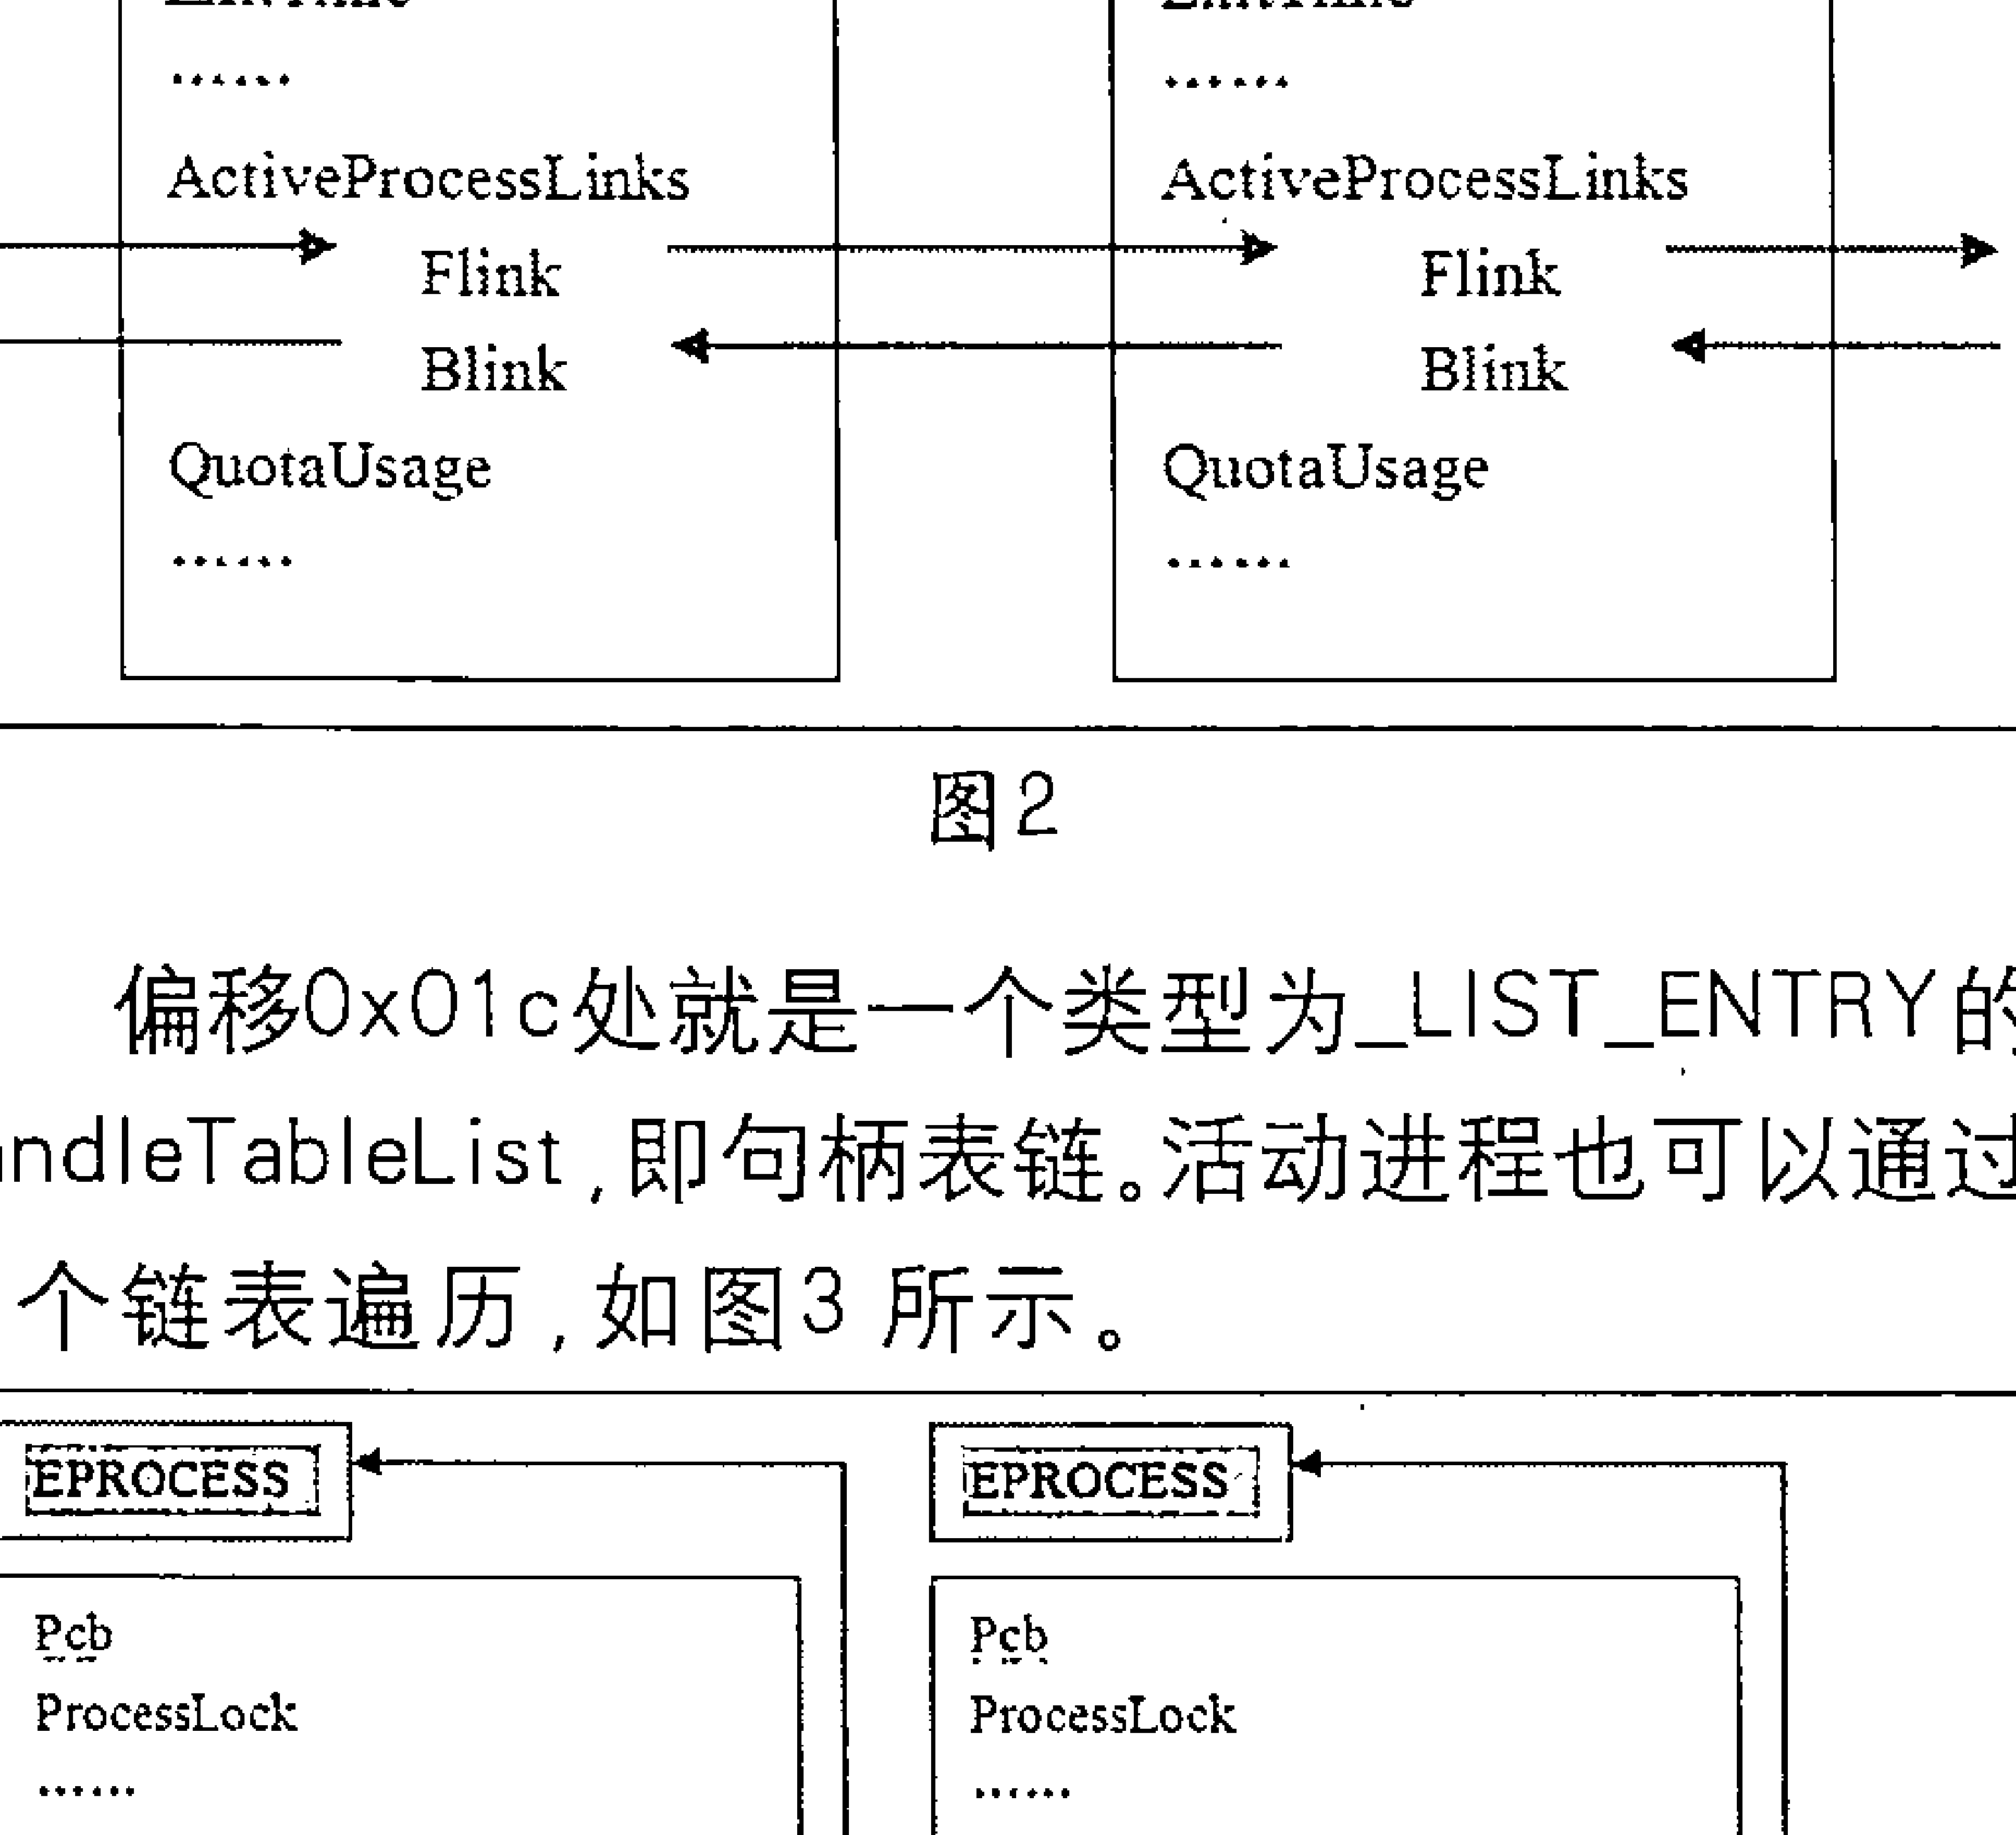 ExitTime ExitTime
...... ......
ActiveProcessLinks ActiveProcessLinks
Flink Flink
Blink Blink
QuotaUsage QuotaUsage
...... ......
图2
偏移0x01c处就是一个类型为_LIST_ENTRY的
andleTableList,即句柄表链。活动进程也可以通过
个链表遍历,如图3所示。
EPROCESS EPROCESS
Pcb Pcb
ProcessLock ProcessLock
...... ......